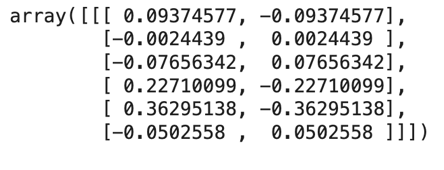 array([[[ 0.09374577, -0.09374577],
[-0.0024439 ,  0.0024439 ],
[-0.07656342,  0.07656342],
[ 0.22710099, -0.22710099],
[ 0.36295138, -0.36295138],
[-0.0502558 ,  0.0502558 ]]])